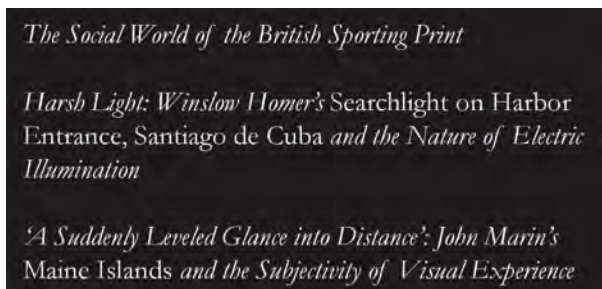 The Social World of the British Sporting Print
Harsh Light: Winslow Homer's Searchlight on Harbor
Entrance, Santiago de Cuba and the Nature of Electric
Illumination
'A Suddenly Leveled Glance into Distance': John Marin's
Maine Islands and the Subjectivity of Visual Experience